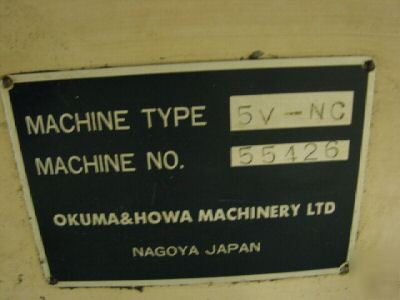 MACHINE TYPE 5V-NC
MACHINE NO. 55426
OKUMA&HOWA MACHINERY LTD
NAGOYA JAPAN